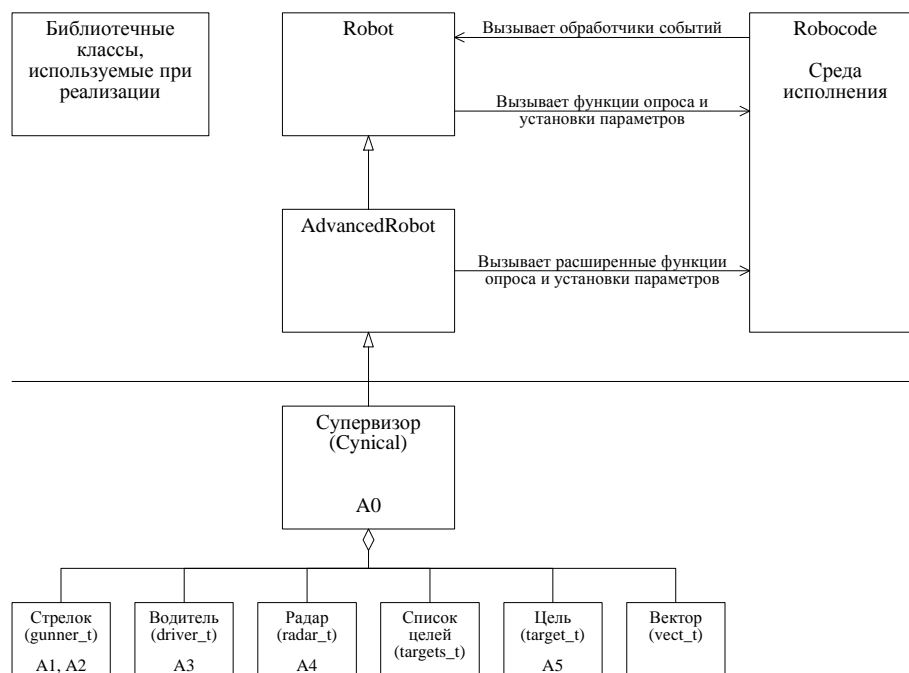 Библиотечные
классы,
используемые при
реализации
Robot
Вызывает обработчики событий
Robocode
Среда
исполнения
Вызывает функции опроса и
установки параметров
AdvancedRobot
Вызывает расширенные функции
опроса и установки параметров
Супервизор
(Cynical)
A0
Стрелок
(gunner_t)
A1, A2
Водитель
(driver_t)
A3
Радар
(radar_t)
A4
Список
целей
(targets_t)
Цель
(target_t)
A5
Вектор
(vect_t)